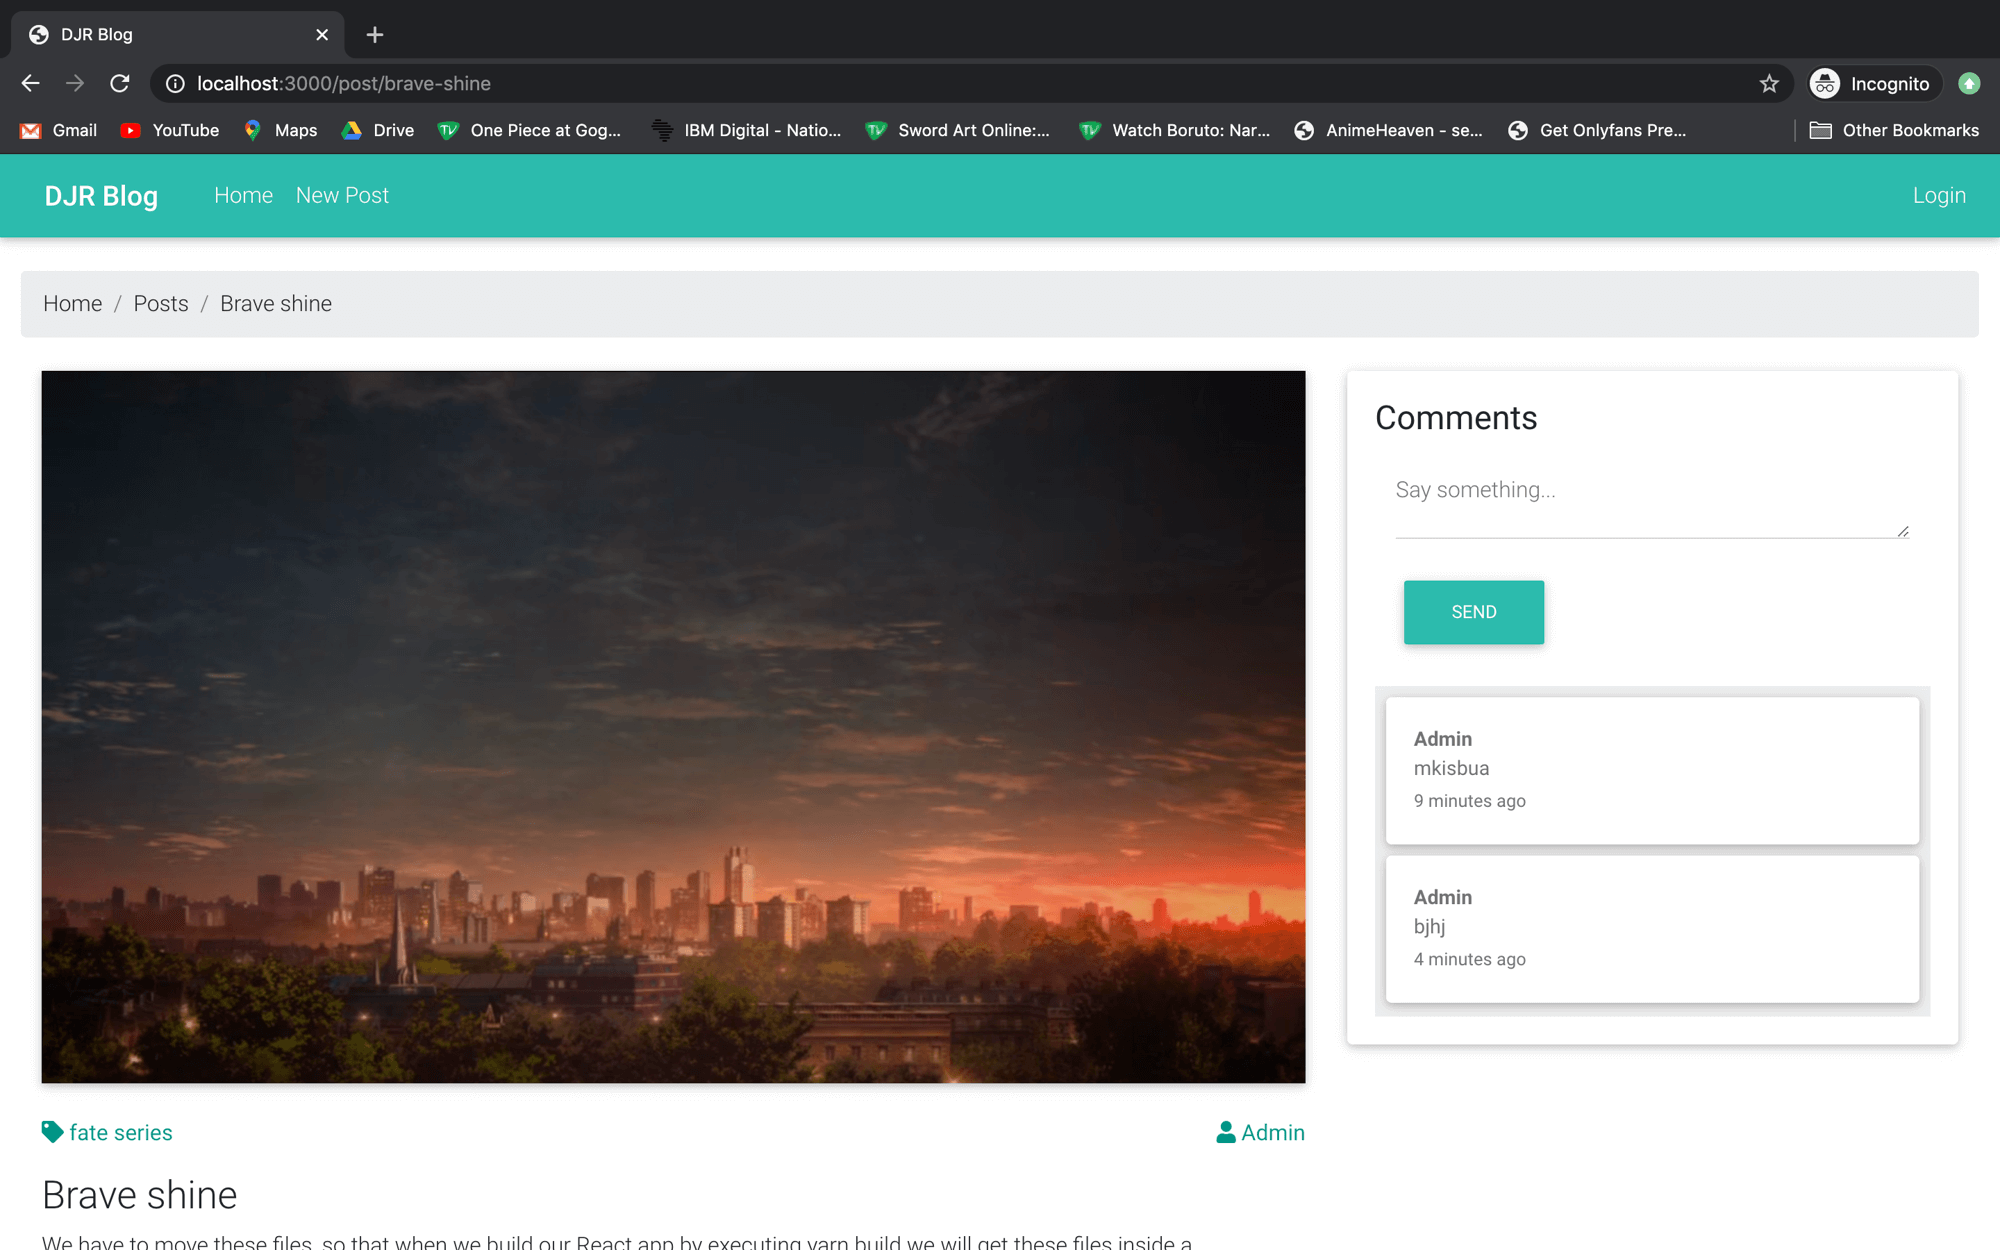 DJR Blog
localhost:3000/post/brave-shine
Incognito
Gmail YouTube Maps Drive One Piece at Gog... IBM Digital - Natio... Sword Art Online:... Watch Boruto: Nar... AnimeHeaven - se... Get Onlyfans Pre... Other Bookmarks
DJR Blog Home New Post Login
Home / Posts / Brave shine
Comments
Say something...
SEND
Admin
mkisbua
9 minutes ago
Admin
bjhj
4 minutes ago
fate series Admin
Brave shine
We have to move these files, so that when we build our React app by executing yarn build we will get these files inside a